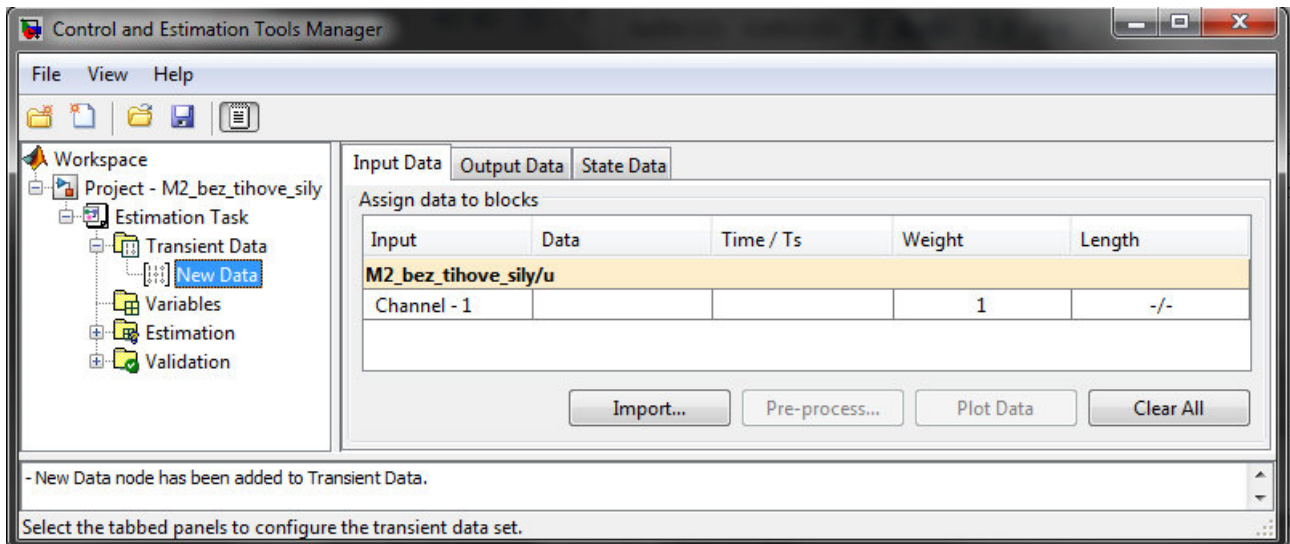 Control and Estimation Tools Manager
File View Help
Workspace
Project - M2_bez_tihove_sily
Estimation Task
Transient Data
New Data
Variables
Estimation
Validation
Input Data Output Data State Data
Assign data to blocks
Input Data Time / Ts Weight Length
M2_bez_tihove_sily/u
Channel - 1 1 -/-
Import... Pre-process... Plot Data Clear All
- New Data node has been added to Transient Data.
Select the tabbed panels to configure the transient data set.